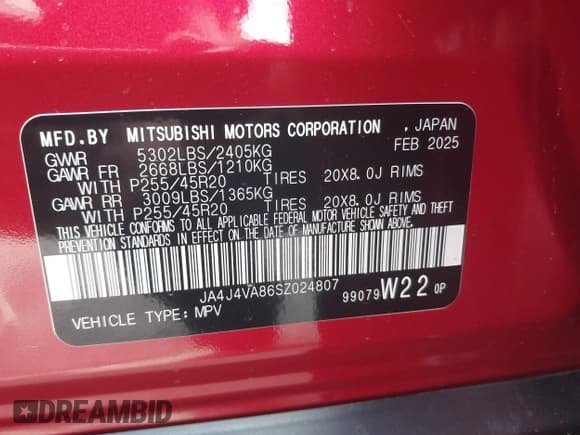 MFD.BY MITSUBISHI MOTORS CORPORATION , JAPAN
GVWR 5302LBS/2405KG FEB 2025
GAWR FR 2668LBS/1210KG
WITH P255/45R20 TIRES 20X8.0J RIMS
GAWR RR 3009LBS/1365KG
WITH P255/45R20 TIRES 20X8.0J RIMS
THIS VEHICLE CONFORMS TO ALL APPLICABLE FEDERAL MOTOR VEHICLE SAFETY AND THEFT
PREVENTION STANDARDS IN EFFECT ON THE DATE OF MANUFACTURE SHOWN ABOVE.
JA4J4VA86SZ024807
99079 W22 0P
VEHICLE TYPE: MPV
DREAMBID